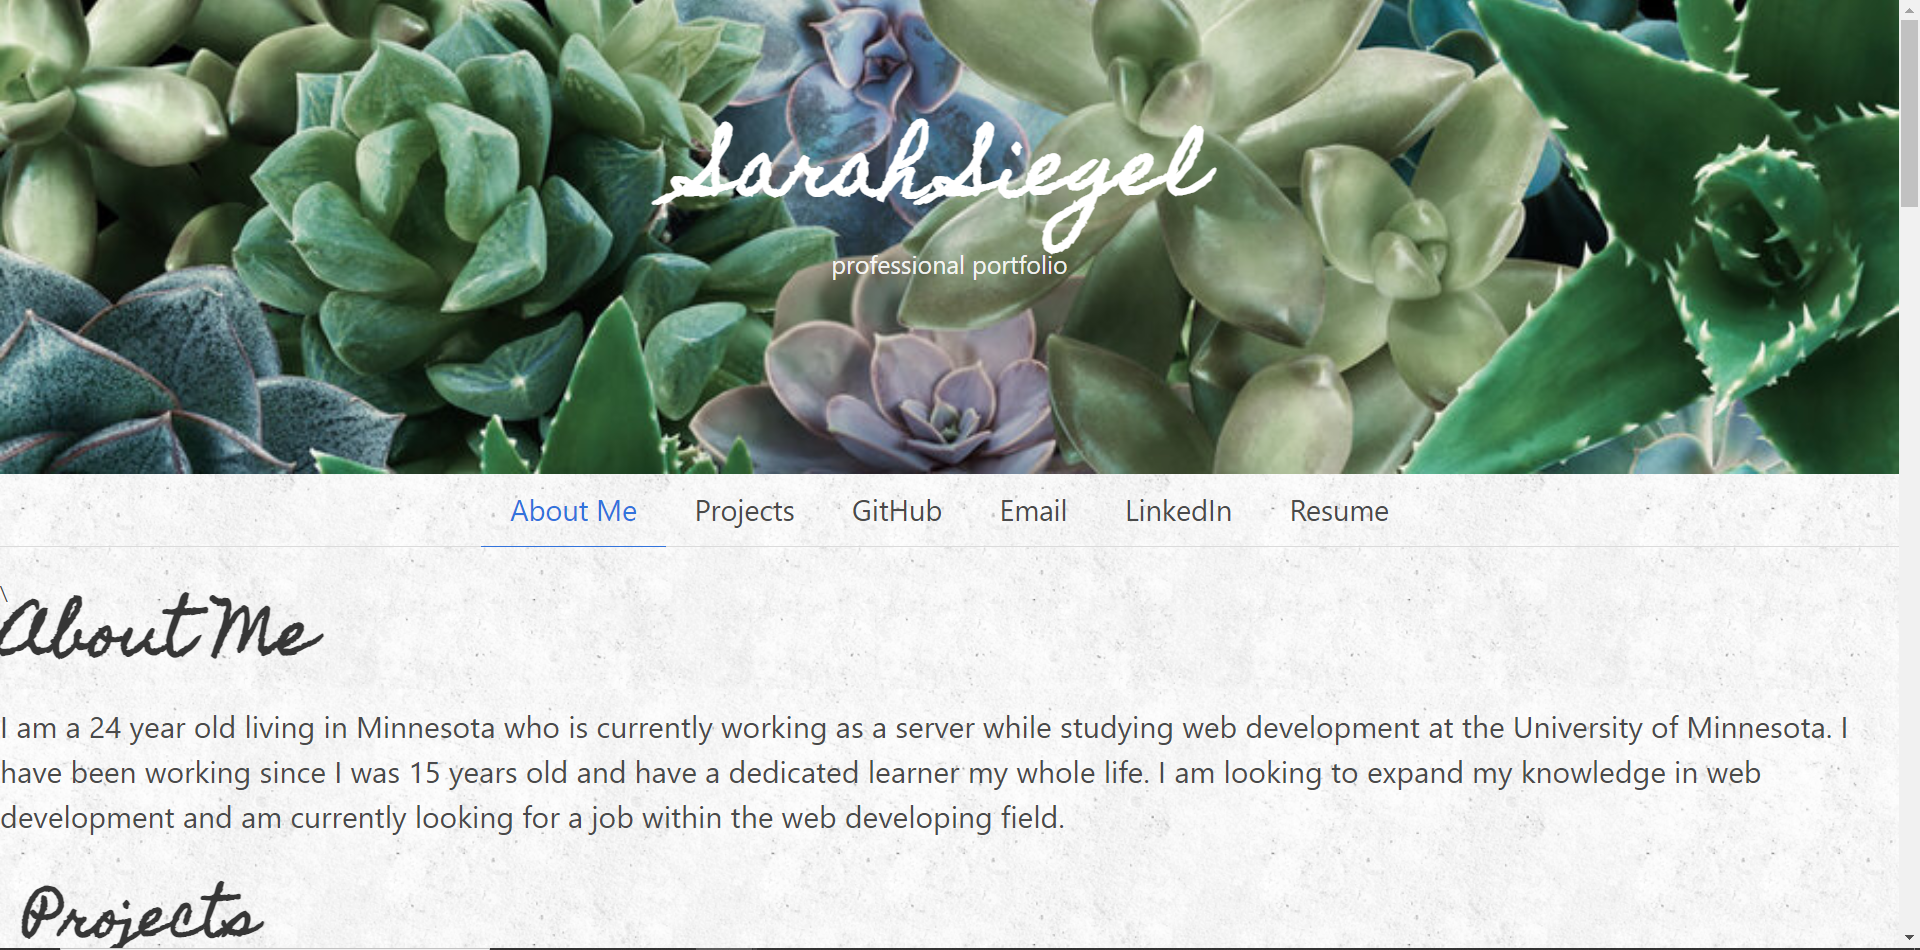 Sarah Siegel
professional portfolio
About Me Projects GitHub Email LinkedIn Resume
\
About Me
I am a 24 year old living in Minnesota who is currently working as a server while studying web development at the University of Minnesota. I
have been working since I was 15 years old and have a dedicated learner my whole life. I am looking to expand my knowledge in web
development and am currently looking for a job within the web developing field.
Projects